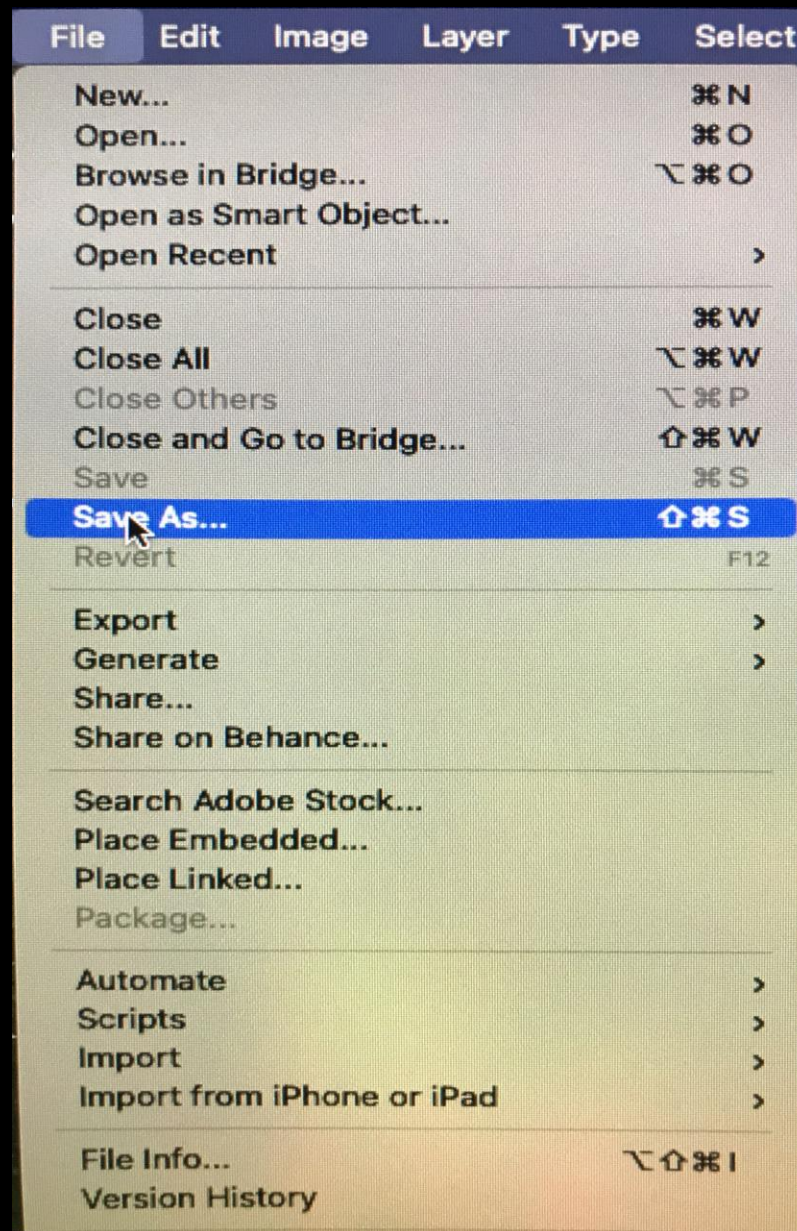 File Edit Image Layer Type Select
New... ⌘ N
Open... ⌘ O
Browse in Bridge... ⌥ ⌘ O
Open as Smart Object...
Open Recent >
Close ⌘ W
Close All ⌥ ⌘ W
Close Others ⌥ ⌘ P
Close and Go to Bridge... ⇧ ⌘ W
Save ⌘ S
Save As... ⇧ ⌘ S
Revert F12
Export >
Generate >
Share...
Share on Behance...
Search Adobe Stock...
Place Embedded...
Place Linked...
Package...
Automate >
Scripts >
Import >
Import from iPhone or iPad >
File Info... ⌥ ⇧ ⌘ I
Version History